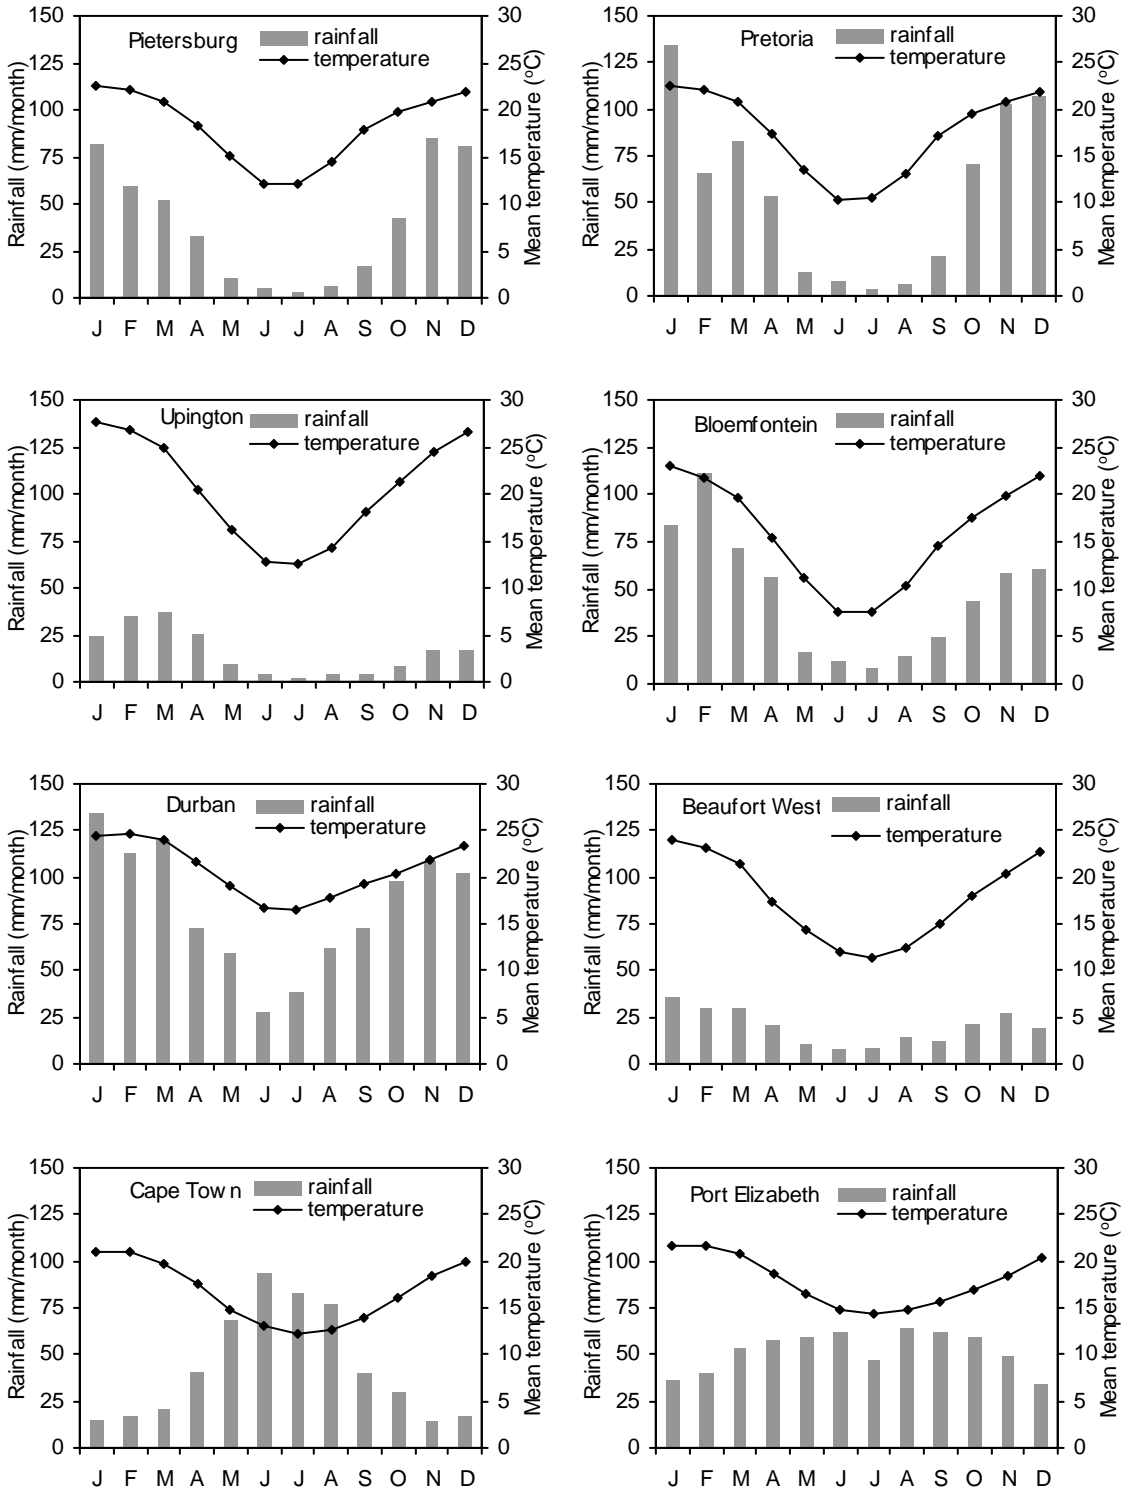 Pietersburg
rainfall
temperature
Rainfall (mm/month)
150
125
100
75
50
25
0
30
25
20
15
10
5
0
Mean temperature (°C)
J F M A M J J A S O N D
Pretoria
rainfall
temperature
Rainfall (mm/month)
150
125
100
75
50
25
0
30
25
20
15
10
5
0
Mean temperature (°C)
J F M A M J J A S O N D
Upington
rainfall
temperature
Rainfall (mm/month)
150
125
100
75
50
25
0
30
25
20
15
10
5
0
Mean temperature (°C)
J F M A M J J A S O N D
Bloemfontein
rainfall
temperature
Rainfall (mm/month)
150
125
100
75
50
25
0
30
25
20
15
10
5
0
Mean temperature (°C)
J F M A M J J A S O N D
Durban
rainfall
temperature
Rainfall (mm/month)
150
125
100
75
50
25
0
30
25
20
15
10
5
0
Mean temperature (°C)
J F M A M J J A S O N D
Beaufort West
rainfall
temperature
Rainfall (mm/month)
150
125
100
75
50
25
0
30
25
20
15
10
5
0
Mean temperature (°C)
J F M A M J J A S O N D
Cape Town
rainfall
temperature
Rainfall (mm/month)
150
125
100
75
50
25
0
30
25
20
15
10
5
0
Mean temperature (°C)
J F M A M J J A S O N D
Port Elizabeth
rainfall
temperature
Rainfall (mm/month)
150
125
100
75
50
25
0
30
25
20
15
10
5
0
Mean temperature (°C)
J F M A M J J A S O N D